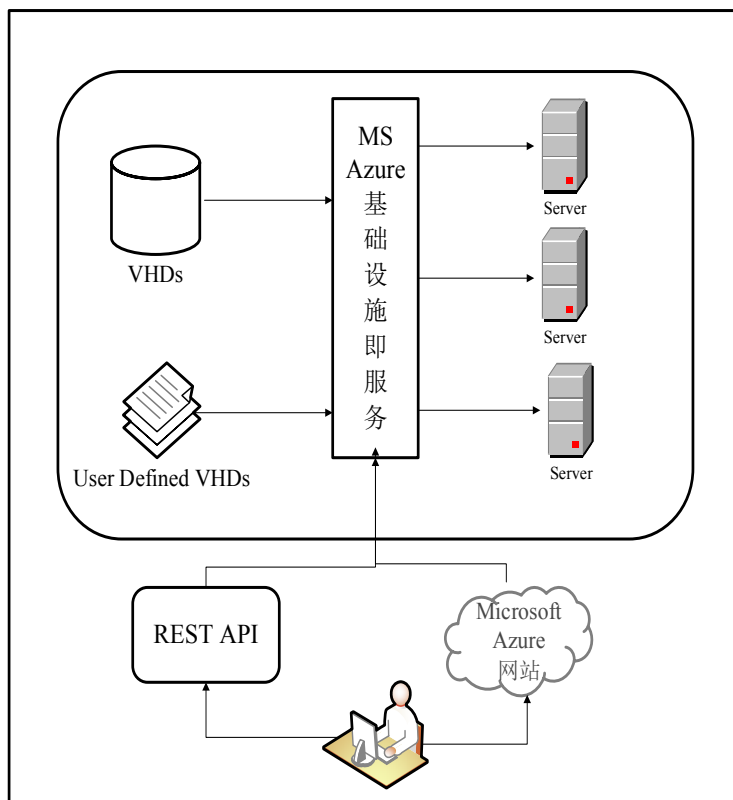 MS
Azure
基
础
设
施
即
服
务
VHDs
User Defined VHDs
Server
Server
Server
REST API
Microsoft
Azure
网站